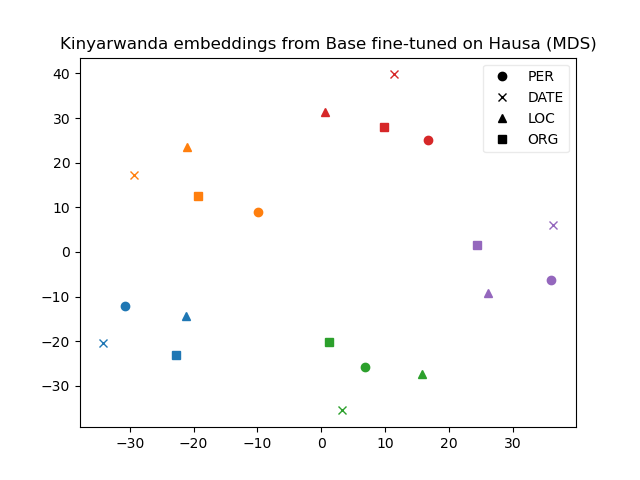 Kinyarwanda embeddings from Base fine-tuned on Hausa (MDS)
PER
DATE
LOC
ORG
40
30
20
10
0
−10
−20
−30
−30 −20 −10 0 10 20 30